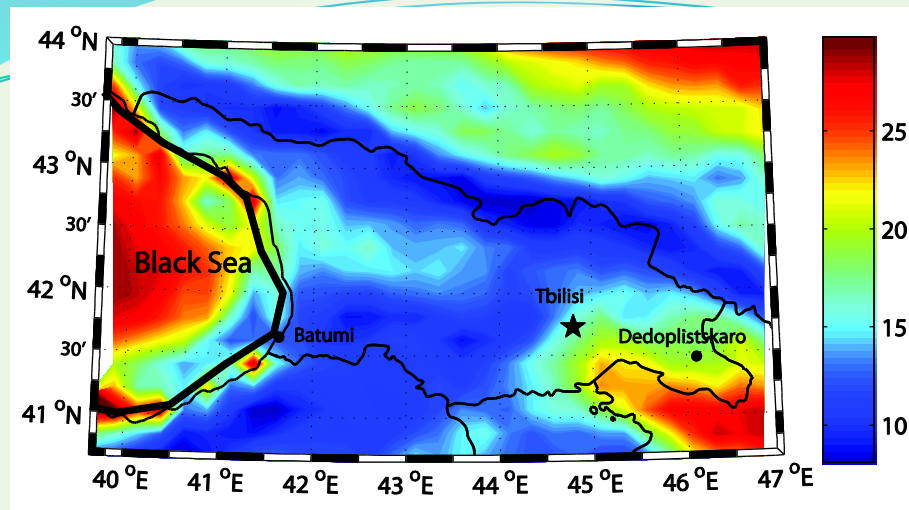 44 °N
30'
43 °N
30'
42 °N
30'
41 °N
Black Sea
Tbilisi
Dedoplistskaro
Batumi
40 °E 41 °E 42 °E 43 °E 44 °E 45 °E 46 °E 47 °E
25
20
15
10